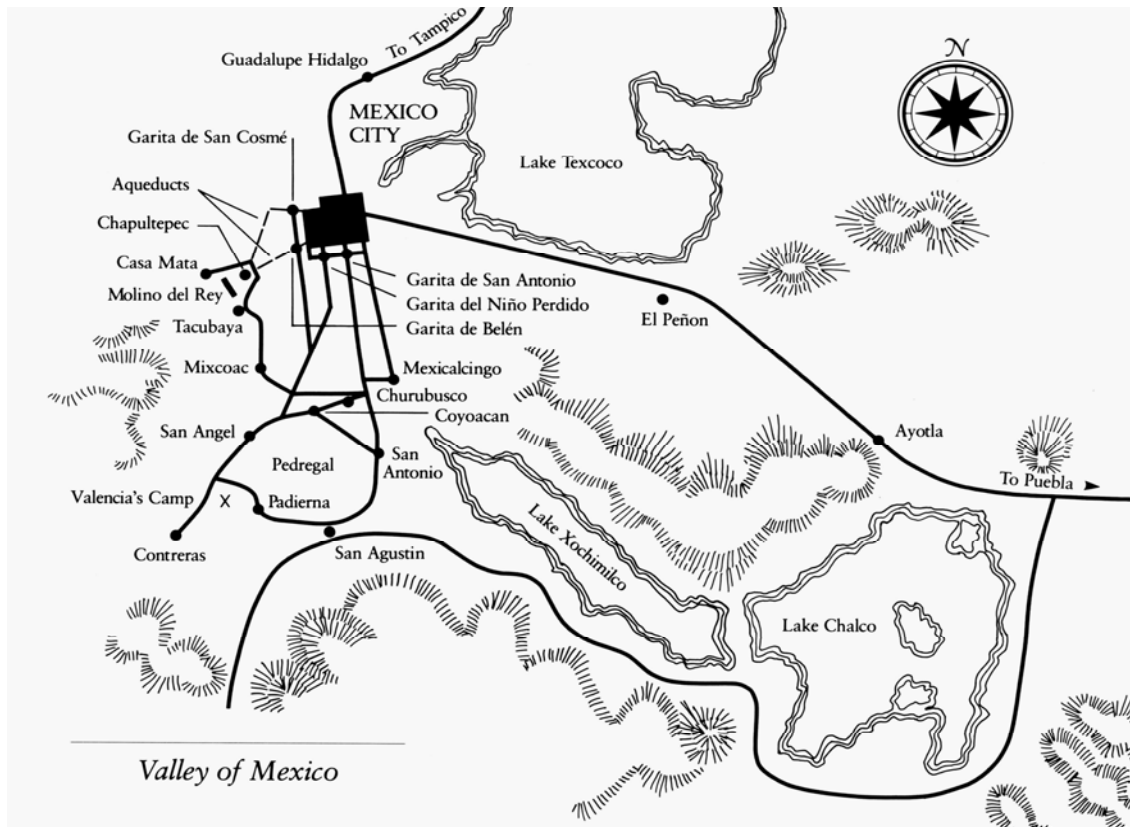 To Tampico
N
Guadalupe Hidalgo
MEXICO
CITY
Garita de San Cosmé
Lake Texcoco
Aqueducts
Chapultepec
Casa Mata
Garita de San Antonio
Molino del Rey
Garita del Niño Perdido
El Peñon
Tacubaya
Garita de Belén
Mixcoac
Mexicalcingo
Churubusco
Coyoacan
San Angel
Ayotla
San
Antonio
Pedregal
To Puebla
Valencia's Camp
X
Padierna
Contreras
San Agustin
Lake Xochimilco
Lake Chalco
Valley of Mexico